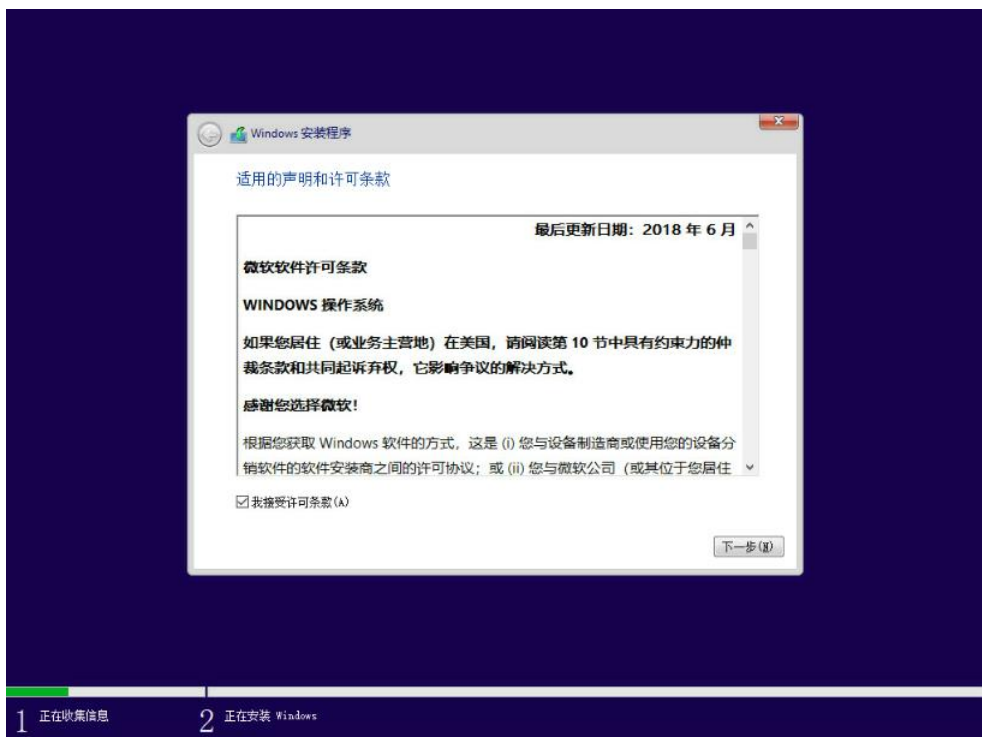 Windows 安装程序
适用的声明和许可条款
最后更新日期：2018 年 6 月
微软软件许可条款
WINDOWS 操作系统
如果您居住（或业务主营地）在美国，请阅读第 10 节中具有约束力的仲
裁条款和共同起诉弃权，它影响争议的解决方式。
感谢您选择微软！
根据您获取 Windows 软件的方式，这是 (i) 您与设备制造商或使用您的设备分
销软件的软件安装商之间的许可协议；或 (ii) 您与微软公司（或其位于您居住
我接受许可条款(A)
下一步(N)
1 正在收集信息
2 正在安装 Windows